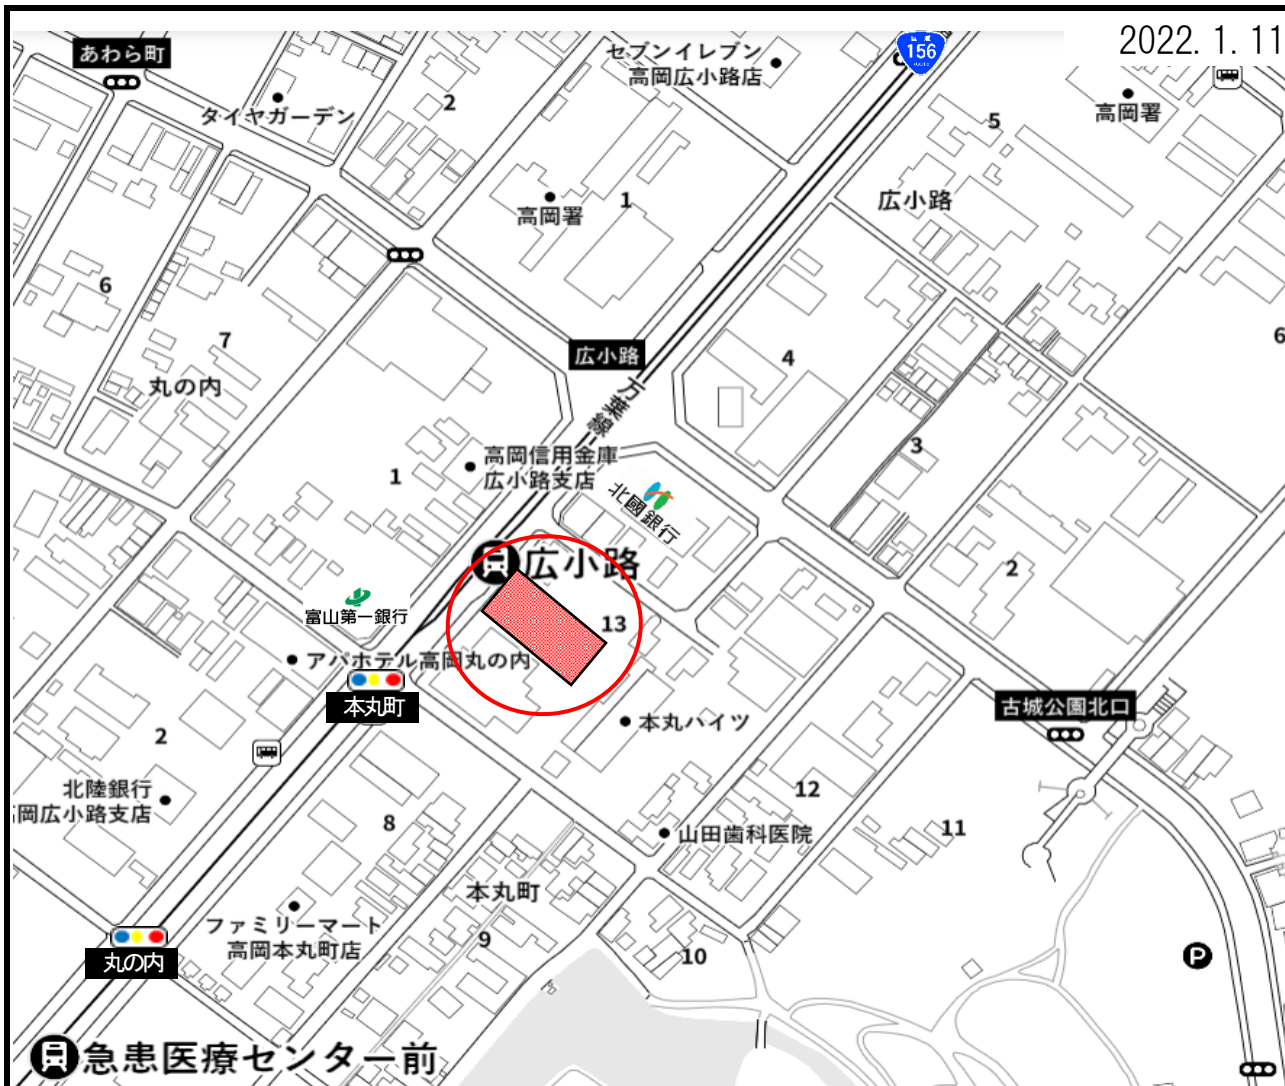 2022. 1. 11
あわら町
156
セブンイレブン
高岡広小路店
タイヤガーデン
2
高岡署
5
高岡署
1
広小路
6
7
丸の内
広小路
万葉線
4
6
高岡信用金庫
広小路支店
1
3
北國銀行
広小路
2
富山第一銀行
13
アパホテル高岡丸の内
本丸町
古城公園北口
本丸ハイツ
2
北陸銀行
高岡広小路支店
8
12
11
山田歯科医院
本丸町
ファミリーマート
高岡本丸町店
9
10
丸の内
P
急患医療センター前